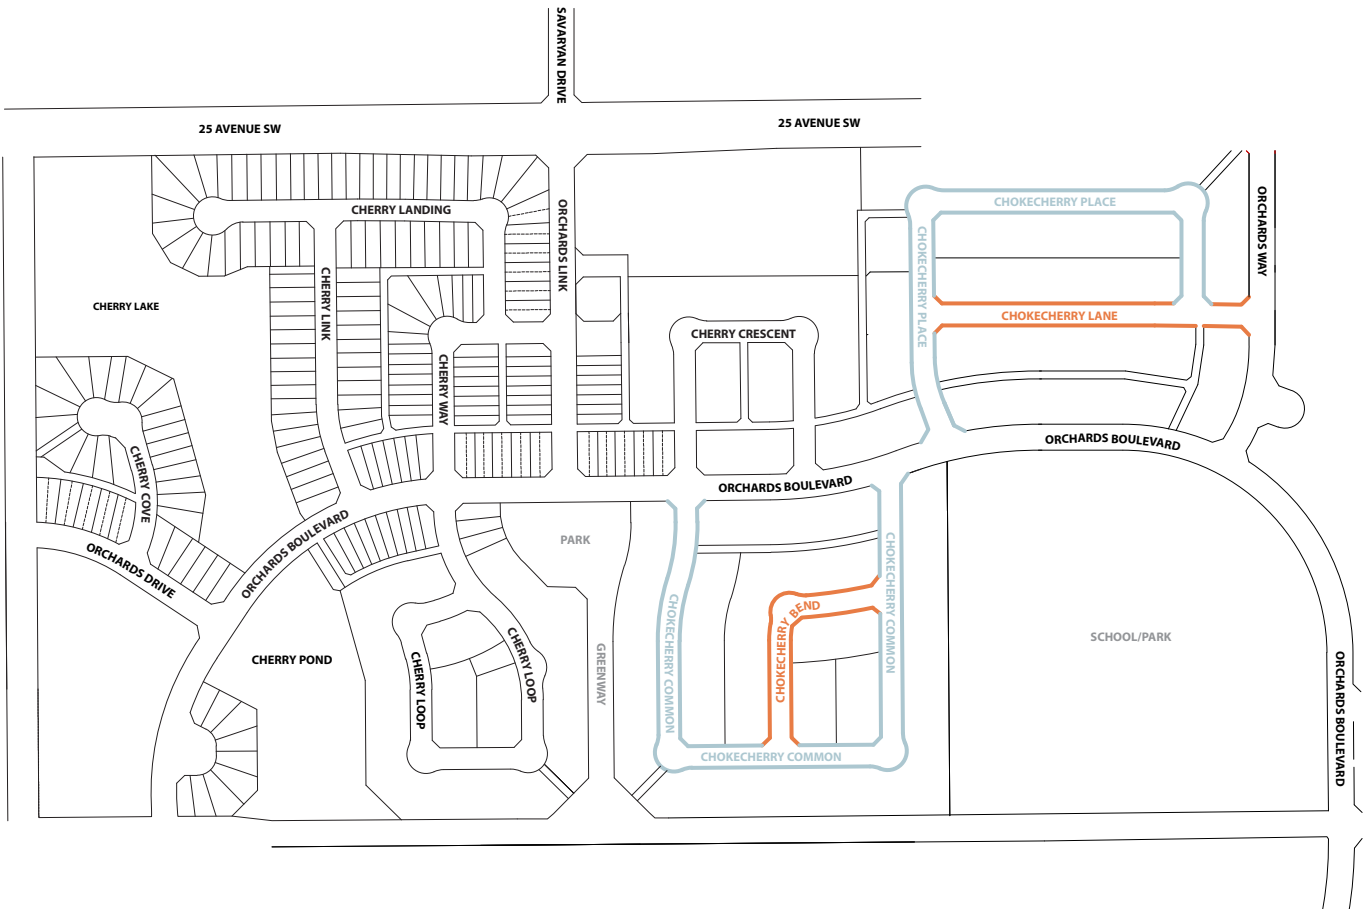 SAVARYAN DRIVE
25 AVENUE SW
25 AVENUE SW
CHERRY LANDING
ORCHARDS LINK
CHOKECHERRY PLACE
ORCHARDS WAY
CHOKECHERRY PLACE
CHERRY LAKE
CHERRY LINK
CHOKECHERRY LANE
CHERRY CRESCENT
CHERRY WAY
CHERRY COVE
ORCHARDS BOULEVARD
ORCHARDS BOULEVARD
ORCHARDS BOULEVARD
ORCHARDS DRIVE
PARK
CHOKECHERRY COMMON
CHOKECHERRY COMMON
CHOKECHERRY BEND
SCHOOL/PARK
CHERRY POND
CHERRY LOOP
CHERRY LOOP
GREENWAY
ORCHARDS BOULEVARD
CHOKECHERRY COMMON